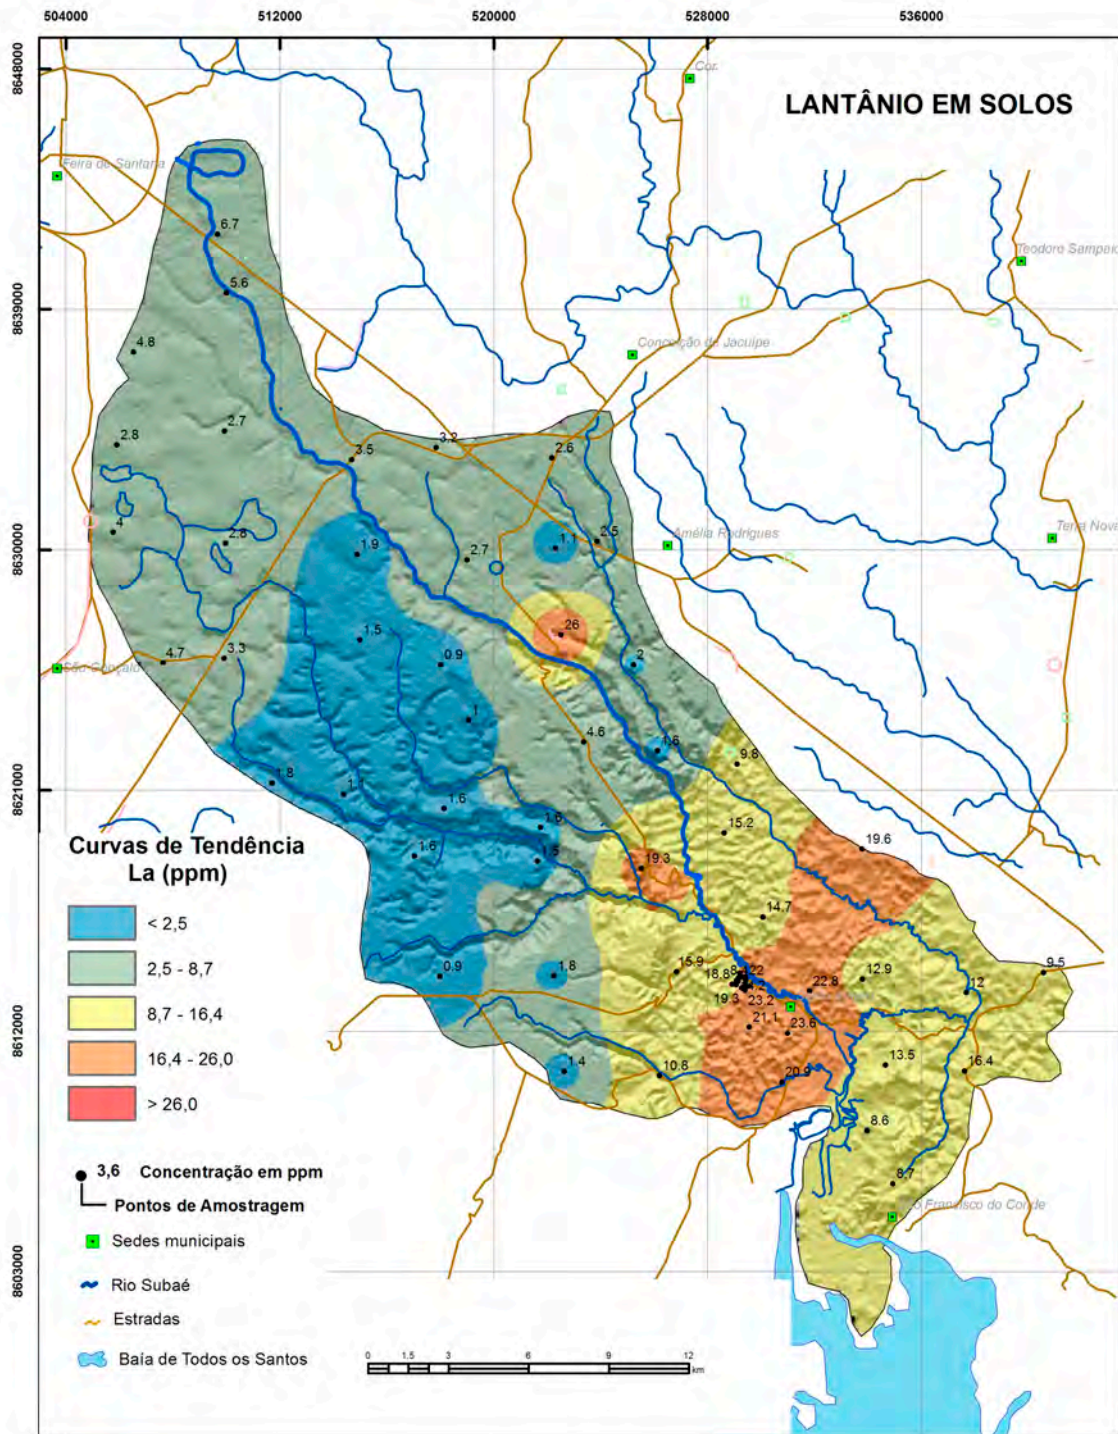 504000 512000 520000 528000 536000
8648000
8639000
8630000
8621000
8612000
8603000
LANTÂNIO EM SOLOS
Cor.
Feira de Santana
Teodoro Sampaio
Conceição de Jacuipe
Amélia Rodrigues
Terra Nova
São Gonçalo
Francisco do Conde
6.7
5.6
4.8
2.7
2.8
3.5
3.2
2.6
4
2.8
1.9
2.7
1.1
2.5
1.5
26
4.7
3.3
0.9
2
1
4.6
1.6
9.8
1.8
1.1
1.6
1.6
15.2
1.6
1.5
19.3
19.6
14.7
0.9
1.8
15.9
18.8
22
12.9
12
9.5
22.8
19.3
23.2
21.1
23.6
1.4
10.8
20.9
13.5
16.4
8.6
8.7
Curvas de Tendência
La (ppm)
< 2,5
2,5 - 8,7
8,7 - 16,4
16,4 - 26,0
> 26,0
3,6 Concentração em ppm
Pontos de Amostragem
Sedes municipais
Rio Subaé
Estradas
Baía de Todos os Santos
0 1.5 3 6 9 12
km